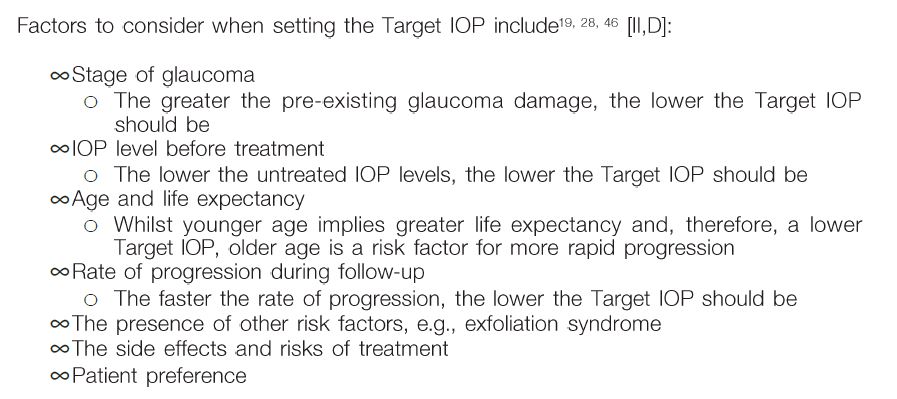 Factors to consider when setting the Target IOP include19, 28, 46 [II,D]:
∞Stage of glaucoma
o The greater the pre-existing glaucoma damage, the lower the Target IOP
should be
∞IOP level before treatment
o The lower the untreated IOP levels, the lower the Target IOP should be
∞Age and life expectancy
o Whilst younger age implies greater life expectancy and, therefore, a lower
Target IOP, older age is a risk factor for more rapid progression
∞Rate of progression during follow-up
o The faster the rate of progression, the lower the Target IOP should be
∞The presence of other risk factors, e.g., exfoliation syndrome
∞The side effects and risks of treatment
∞Patient preference